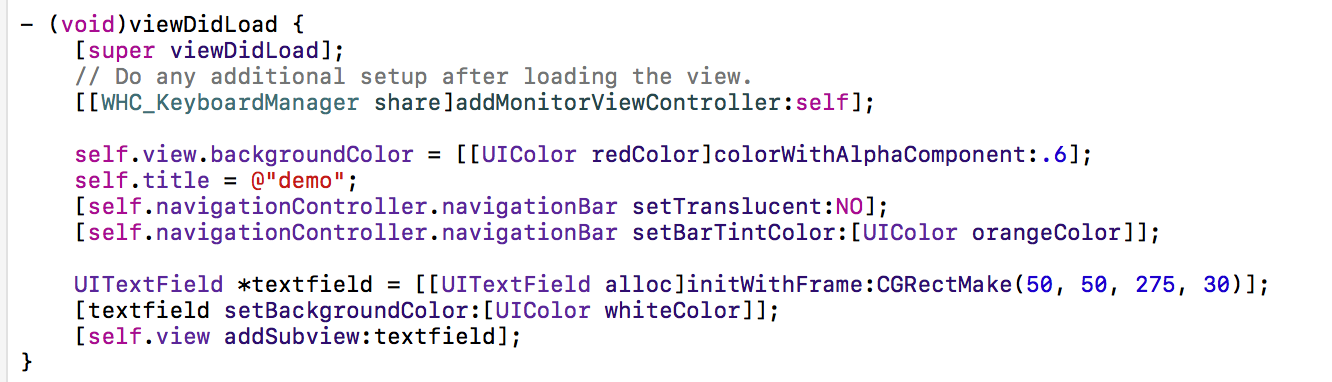 - (void)viewDidLoad {
    [super viewDidLoad];
    // Do any additional setup after loading the view.
    [[WHC_KeyboardManager share]addMonitorViewController:self];

    self.view.backgroundColor = [[UIColor redColor]colorWithAlphaComponent:.6];
    self.title = @"demo";
    [self.navigationController.navigationBar setTranslucent:NO];
    [self.navigationController.navigationBar setBarTintColor:[UIColor orangeColor]];

    UITextField *textfield = [[UITextField alloc]initWithFrame:CGRectMake(50, 50, 275, 30)];
    [textfield setBackgroundColor:[UIColor whiteColor]];
    [self.view addSubview:textfield];
}